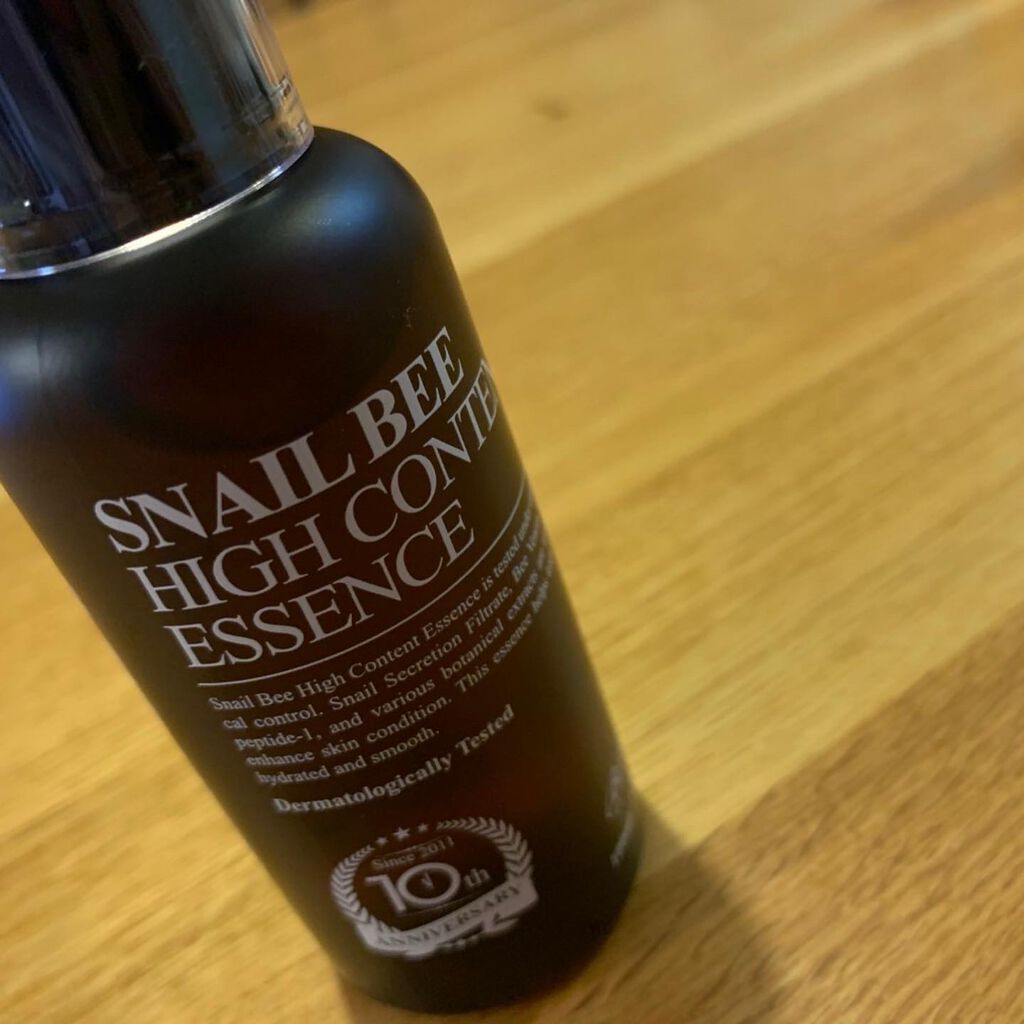 SNAIL BEE
HIGH CONTEN
ESSENCE
Snail Bee High Content Essence is tested
cal control. Snail Secretion Filtrate, Bee
peptide-1, and various botanical extracts
enhance skin condition. This essence helps
hydrated and smooth.
Dermatologically Tested
Since 2011
10th
ANNIVERSARY